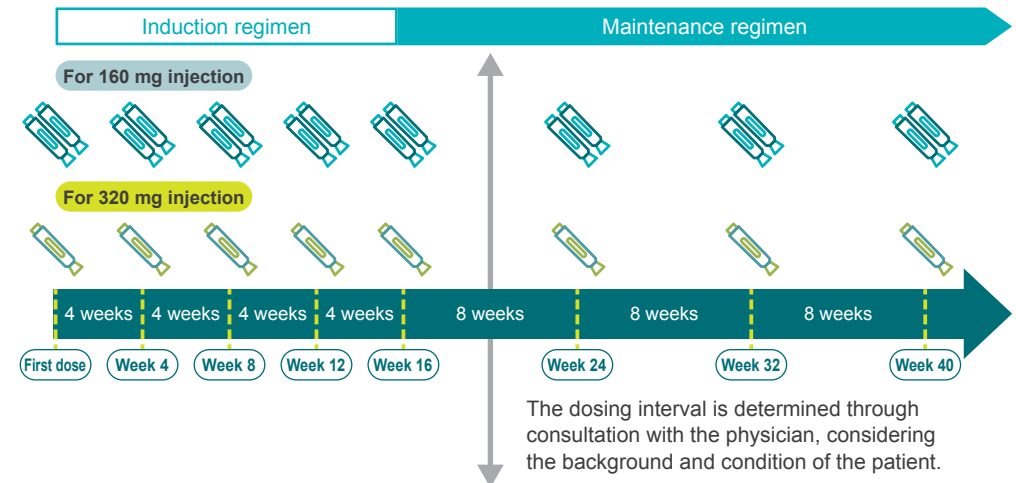 Induction regimen
Maintenance regimen
For 160 mg injection
For 320 mg injection
4 weeks
4 weeks
4 weeks
4 weeks
8 weeks
8 weeks
8 weeks
First dose
Week 4
Week 8
Week 12
Week 16
Week 24
Week 32
Week 40
The dosing interval is determined through
consultation with the physician, considering
the background and condition of the patient.